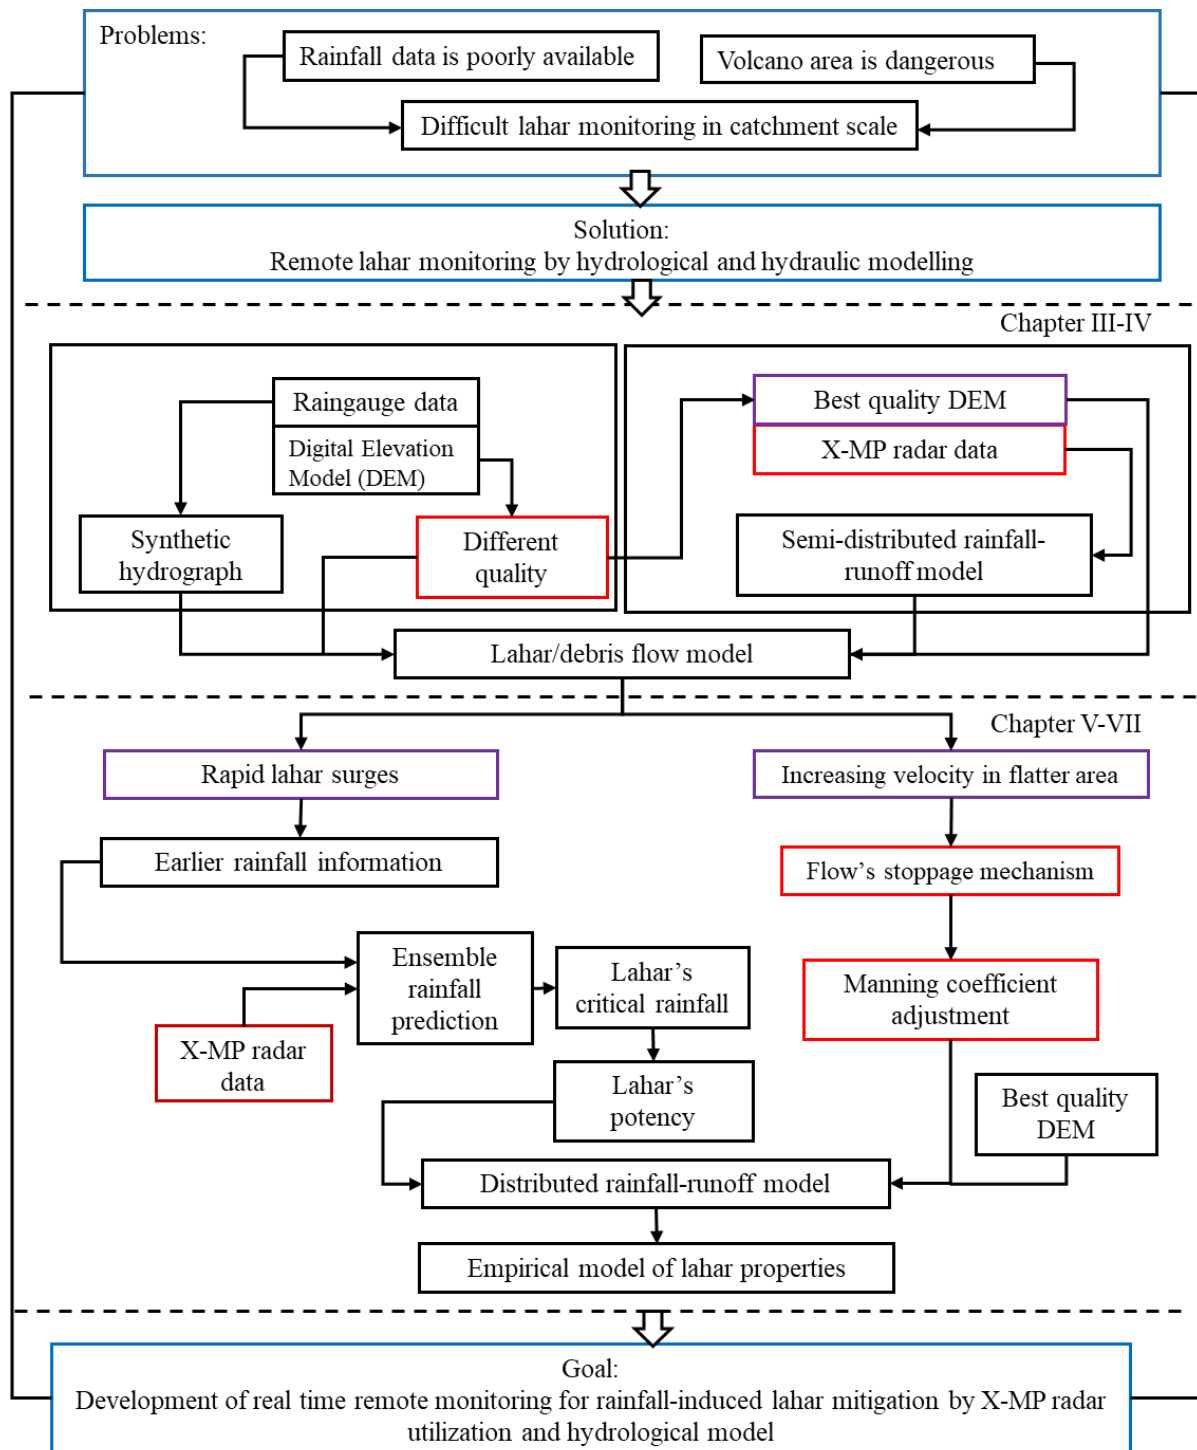 Problems:
Rainfall data is poorly available
Volcano area is dangerous
Difficult lahar monitoring in catchment scale
Solution:
Remote lahar monitoring by hydrological and hydraulic modelling
Chapter III-IV
Raingauge data
Digital Elevation
Model (DEM)
Synthetic
hydrograph
Different
quality
Best quality DEM
X-MP radar data
Semi-distributed rainfall-
runoff model
Lahar/debris flow model
Chapter V-VII
Rapid lahar surges
Increasing velocity in flatter area
Earlier rainfall information
Flow's stoppage mechanism
Ensemble
rainfall
prediction
Lahar's
critical rainfall
Manning coefficient
adjustment
X-MP radar
data
Lahar's
potency
Best quality
DEM
Distributed rainfall-runoff model
Empirical model of lahar properties
Goal:
Development of real time remote monitoring for rainfall-induced lahar mitigation by X-MP radar
utilization and hydrological model